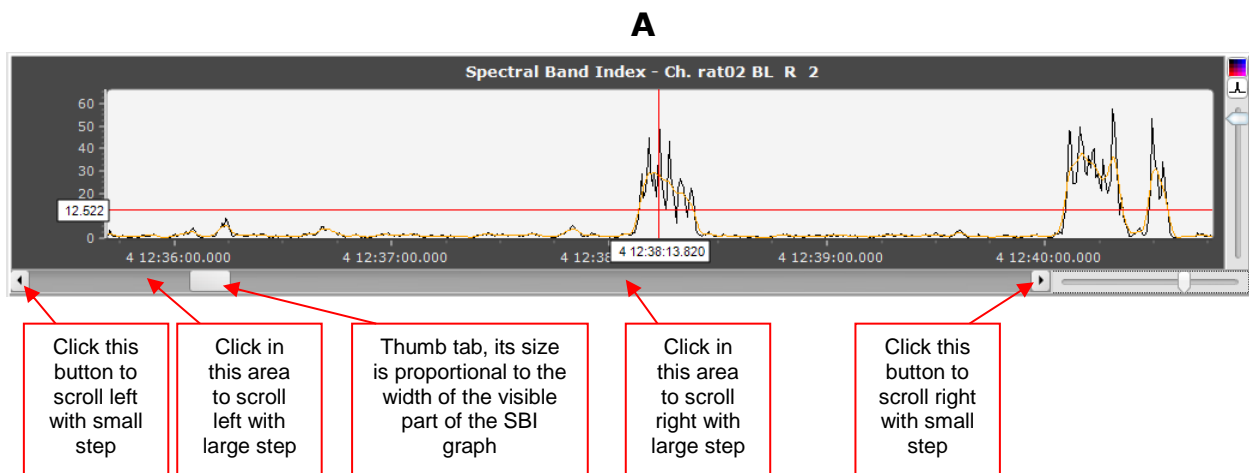 A
Spectral Band Index - Ch. rat02 BL R 2
60
50
40
30
20
12.522
0
4 12:36:00.000
4 12:37:00.000
4 12:38
4 12:38:13.820
4 12:39:00.000
4 12:40:00.000
Click this
button to
scroll left
with small
step
Click in
this area
to scroll
left with
large step
Thumb tab, its size
is proportional to the
width of the visible
part of the SBI
graph
Click in
this area
to scroll
right with
large step
Click this
button to
scroll right
with small
step